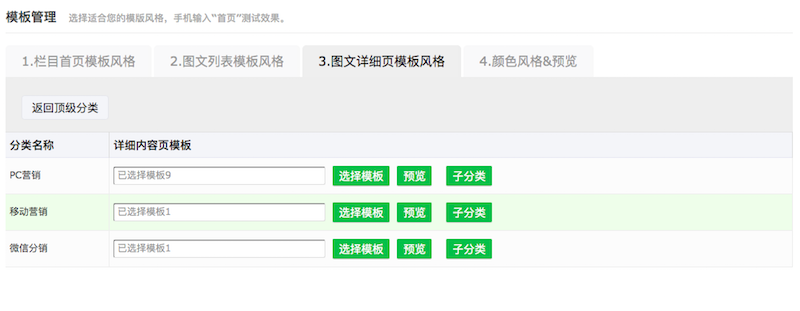 模板管理 选择适合您的模版风格，手机输入“首页”测试效果。
1.栏目首页模板风格 2.图文列表模板风格 3.图文详细页模板风格 4.颜色风格&预览
返回顶级分类
分类名称 详细内容页模板
PC营销 已选择模板9 选择模板 预览 子分类
移动营销 已选择模板1 选择模板 预览 子分类
微信分销 已选择模板1 选择模板 预览 子分类